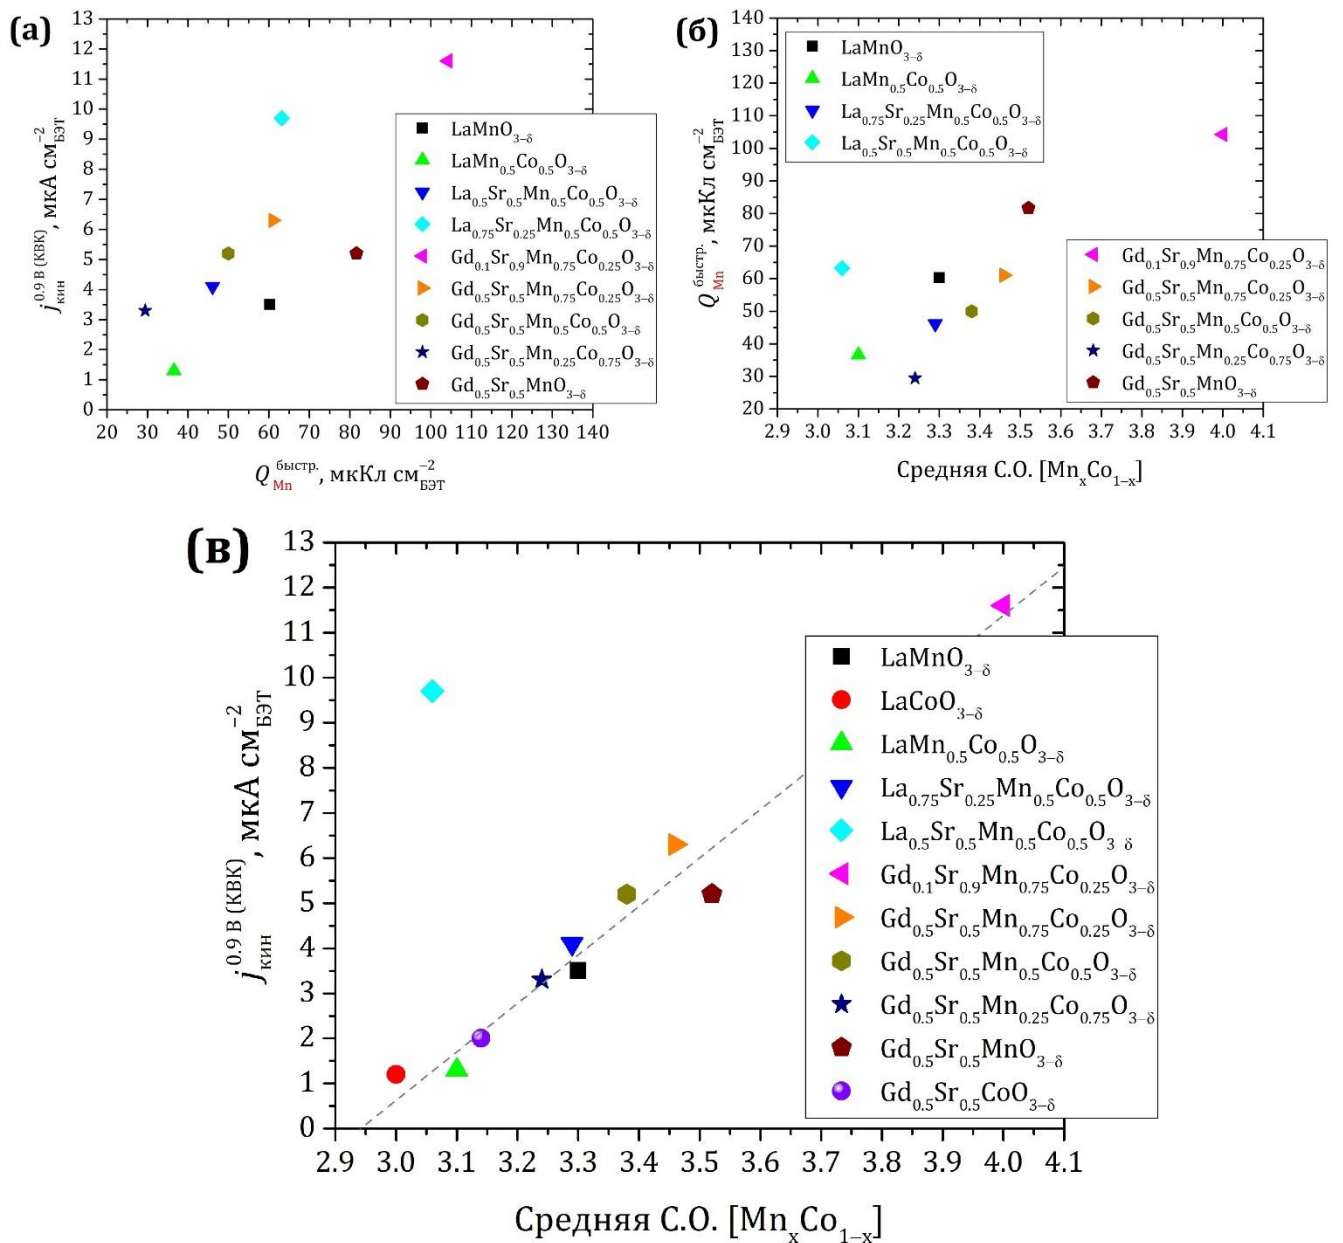 (а)
13
12
11
10
9
8
7
6
5
4
3
2
1
0
j кин 0.9 В (КВК), мкА см−2 БЭТ
LaMnO3−δ
LaMn0.5Co0.5O3−δ
La0.5Sr0.5Mn0.5Co0.5O3−δ
La0.75Sr0.25Mn0.5Co0.5O3−δ
Gd0.1Sr0.9Mn0.75Co0.25O3−δ
Gd0.5Sr0.5Mn0.75Co0.25O3−δ
Gd0.5Sr0.5Mn0.5Co0.5O3−δ
Gd0.5Sr0.5Mn0.25Co0.75O3−δ
Gd0.5Sr0.5MnO3−δ
20 30 40 50 60 70 80 90 100 110 120 130 140
Q Mn быстр., мкКл см−2 БЭТ
(б)
140
130
120
110
100
90
80
70
60
50
40
30
20
Q Mn быстр., мкКл см−2 БЭТ
LaMnO3−δ
LaMn0.5Co0.5O3−δ
La0.75Sr0.25Mn0.5Co0.5O3−δ
La0.5Sr0.5Mn0.5Co0.5O3−δ
Gd0.1Sr0.9Mn0.75Co0.25O3−δ
Gd0.5Sr0.5Mn0.75Co0.25O3−δ
Gd0.5Sr0.5Mn0.5Co0.5O3−δ
Gd0.5Sr0.5Mn0.25Co0.75O3−δ
Gd0.5Sr0.5MnO3−δ
2.9 3.0 3.1 3.2 3.3 3.4 3.5 3.6 3.7 3.8 3.9 4.0 4.1
Средняя С.О. [MnxCo1−x]
(в)
13
12
11
10
9
8
7
6
5
4
3
2
1
0
j кин 0.9 В (КВК), мкА см−2 БЭТ
LaMnO3−δ
LaCoO3−δ
LaMn0.5Co0.5O3−δ
La0.75Sr0.25Mn0.5Co0.5O3−δ
La0.5Sr0.5Mn0.5Co0.5O3−δ
Gd0.1Sr0.9Mn0.75Co0.25O3−δ
Gd0.5Sr0.5Mn0.75Co0.25O3−δ
Gd0.5Sr0.5Mn0.5Co0.5O3−δ
Gd0.5Sr0.5Mn0.25Co0.75O3−δ
Gd0.5Sr0.5MnO3−δ
Gd0.5Sr0.5CoO3−δ
2.9 3.0 3.1 3.2 3.3 3.4 3.5 3.6 3.7 3.8 3.9 4.0 4.1
Средняя С.О. [MnxCo1−x]